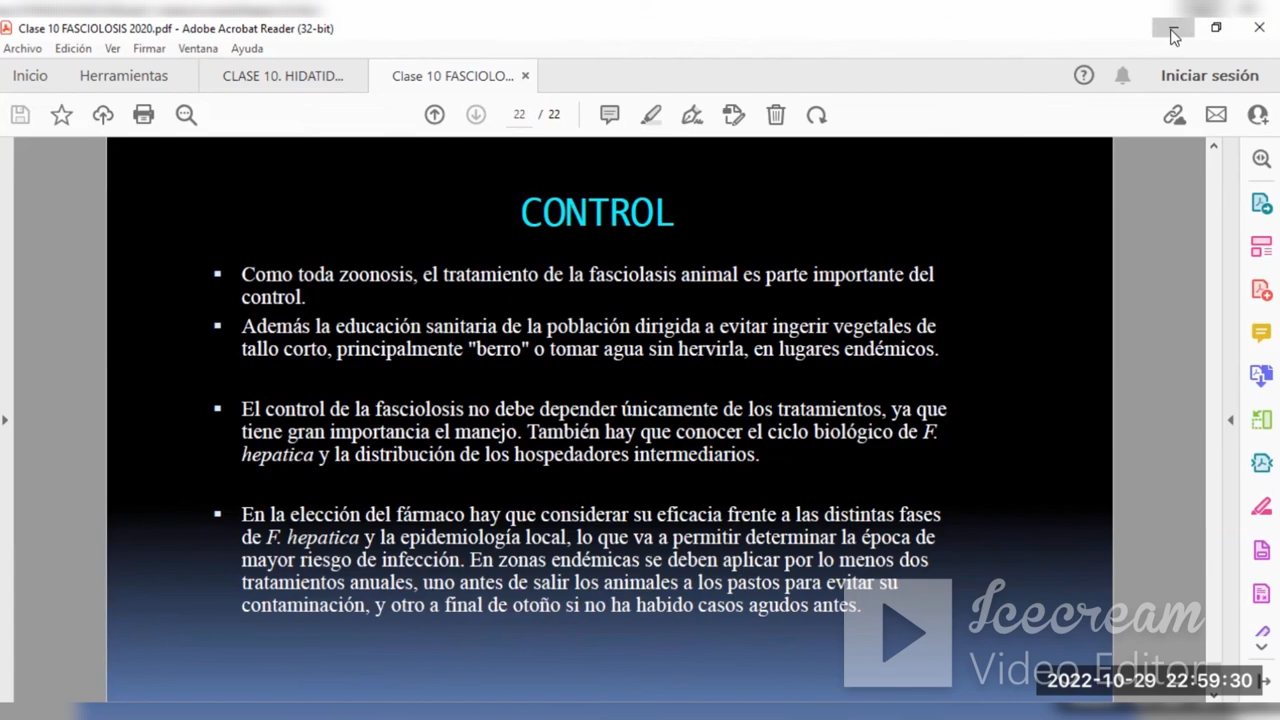 Clase 10 FASCIOLOSIS 2020.pdf - Adobe Acrobat Reader (32-bit)
Archivo Edición Ver Firmar Ventana Ayuda
Inicio Herramientas CLASE 10. HIDATID... Clase 10 FASCIOLO... × Iniciar sesión
22 / 22
CONTROL
▪ Como toda zoonosis, el tratamiento de la fasciolasis animal es parte importante del
control.
▪ Además la educación sanitaria de la población dirigida a evitar ingerir vegetales de
tallo corto, principalmente "berro" o tomar agua sin hervirla, en lugares endémicos.
▪ El control de la fasciolosis no debe depender únicamente de los tratamientos, ya que
tiene gran importancia el manejo. También hay que conocer el ciclo biológico de F.
hepatica y la distribución de los hospedadores intermediarios.
▪ En la elección del fármaco hay que considerar su eficacia frente a las distintas fases
de F. hepatica y la epidemiología local, lo que va a permitir determinar la época de
mayor riesgo de infección. En zonas endémicas se deben aplicar por lo menos dos
tratamientos anuales, uno antes de salir los animales a los pastos para evitar su
contaminación, y otro a final de otoño si no ha habido casos agudos antes.
Icecream
Video Editor
2022-10-29 22:59:30